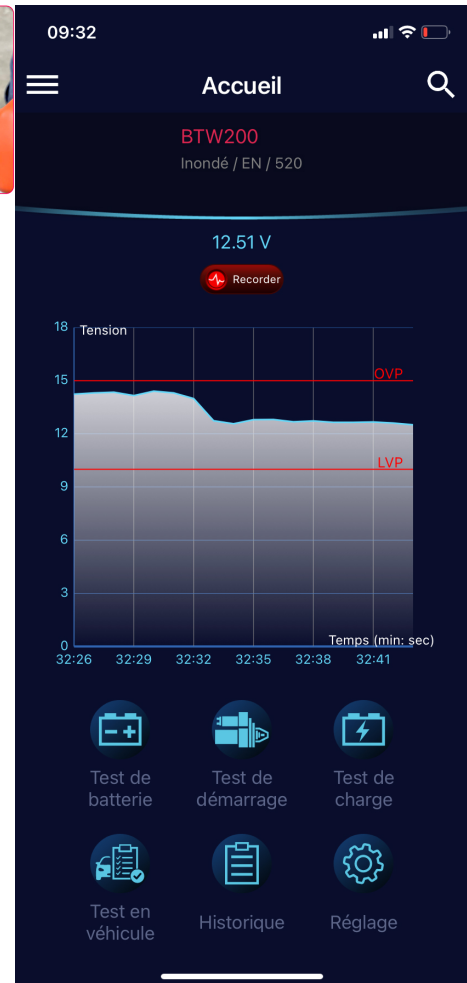 09:32
Accueil
BTW200
Inondé / EN / 520
12.51 V
Recorder
18
Tension
15
OVP
12
LVP
9
6
3
0
Temps (min: sec)
32:26 32:29 32:32 32:35 32:38 32:41
Test de
batterie
Test de
démarrage
Test de
charge
Test en
véhicule
Historique
Réglage